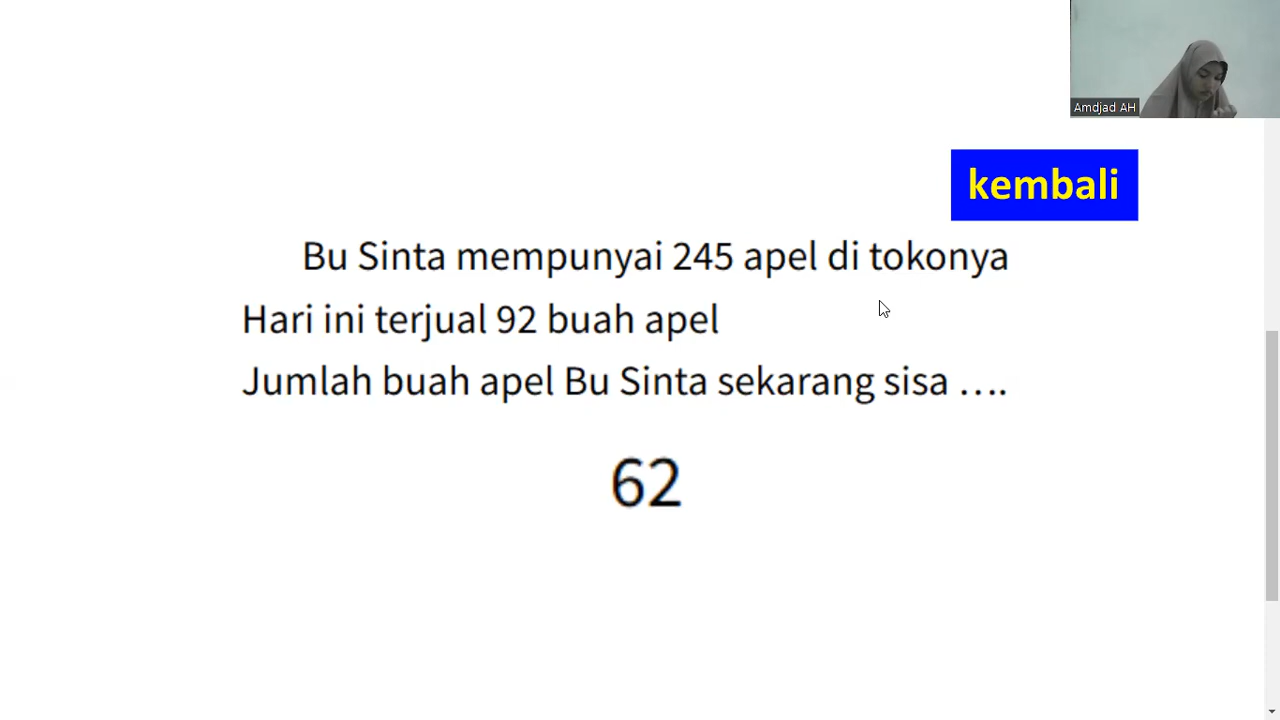 Amdjad AH
kembali
Bu Sinta mempunyai 245 apel di tokonya
Hari ini terjual 92 buah apel
Jumlah buah apel Bu Sinta sekarang sisa ....
62